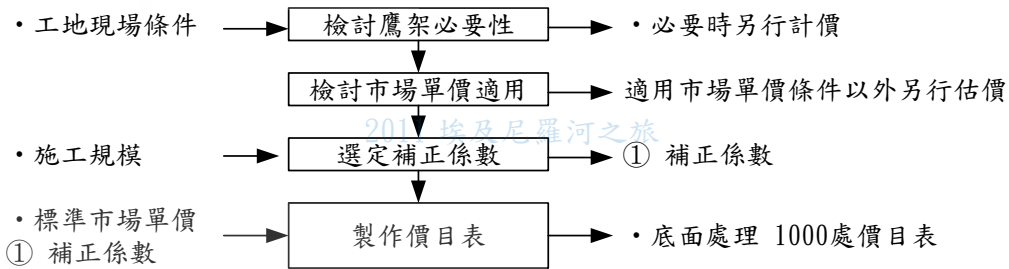 ・工地現場條件
檢討鷹架必要性
・必要時另行計價
檢討市場單價適用
適用市場單價條件以外另行估價
2011 埃及尼羅河之旅
・施工規模
選定補正係數
① 補正係數
・標準市場單價
① 補正係數
製作價目表
・底面處理 1000處價目表